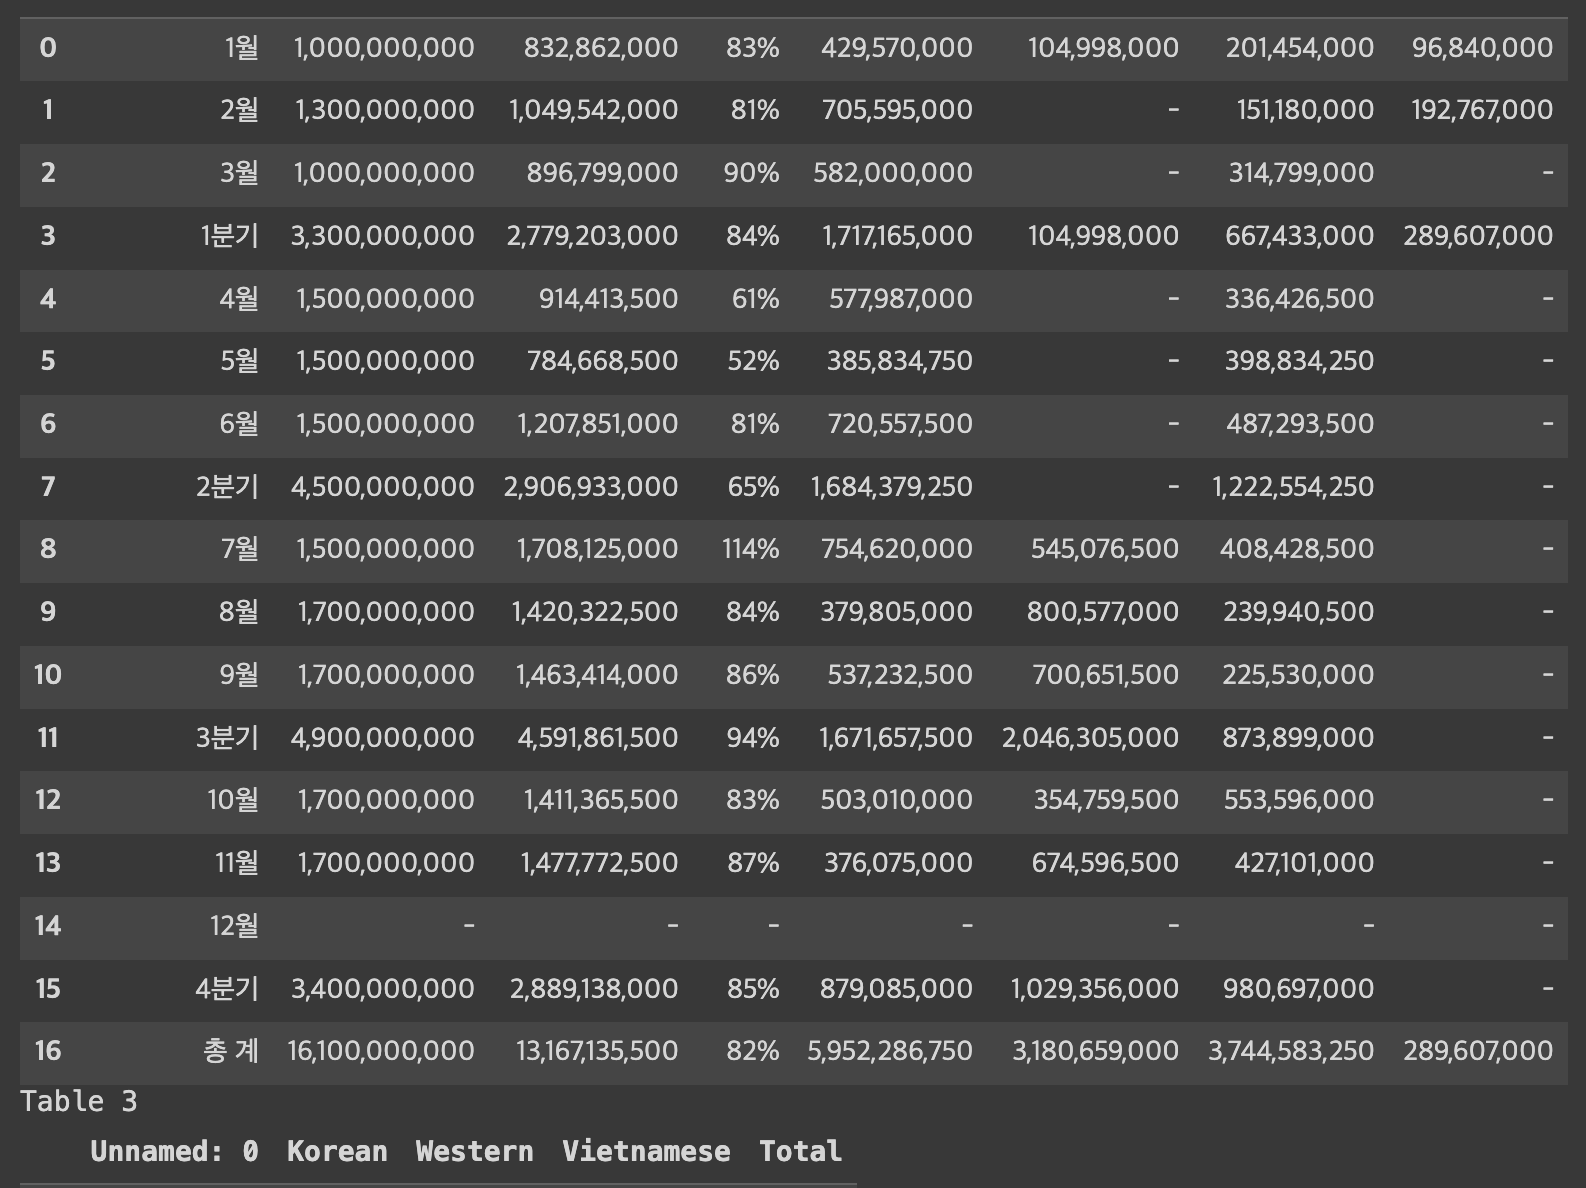 0 1월 1,000,000,000 832,862,000 83% 429,570,000 104,998,000 201,454,000 96,840,000
1 2월 1,300,000,000 1,049,542,000 81% 705,595,000 - 151,180,000 192,767,000
2 3월 1,000,000,000 896,799,000 90% 582,000,000 - 314,799,000 -
3 1분기 3,300,000,000 2,779,203,000 84% 1,717,165,000 104,998,000 667,433,000 289,607,000
4 4월 1,500,000,000 914,413,500 61% 577,987,000 - 336,426,500 -
5 5월 1,500,000,000 784,668,500 52% 385,834,750 - 398,834,250 -
6 6월 1,500,000,000 1,207,851,000 81% 720,557,500 - 487,293,500 -
7 2분기 4,500,000,000 2,906,933,000 65% 1,684,379,250 - 1,222,554,250 -
8 7월 1,500,000,000 1,708,125,000 114% 754,620,000 545,076,500 408,428,500 -
9 8월 1,700,000,000 1,420,322,500 84% 379,805,000 800,577,000 239,940,500 -
10 9월 1,700,000,000 1,463,414,000 86% 537,232,500 700,651,500 225,530,000 -
11 3분기 4,900,000,000 4,591,861,500 94% 1,671,657,500 2,046,305,000 873,899,000 -
12 10월 1,700,000,000 1,411,365,500 83% 503,010,000 354,759,500 553,596,000 -
13 11월 1,700,000,000 1,477,772,500 87% 376,075,000 674,596,500 427,101,000 -
14 12월 - - - - - - -
15 4분기 3,400,000,000 2,889,138,000 85% 879,085,000 1,029,356,000 980,697,000 -
16 총 계 16,100,000,000 13,167,135,500 82% 5,952,286,750 3,180,659,000 3,744,583,250 289,607,000
Table 3
Unnamed: 0 Korean Western Vietnamese Total